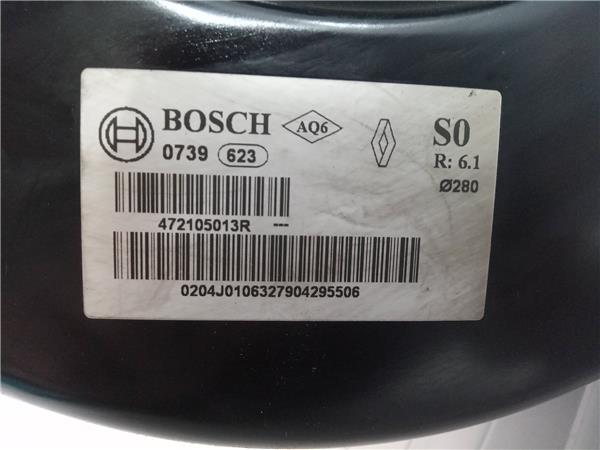 BOSCH AQ6 S0
0739 623 R: 6.1
Ø280
472105013R ---
0204J0106327904295506